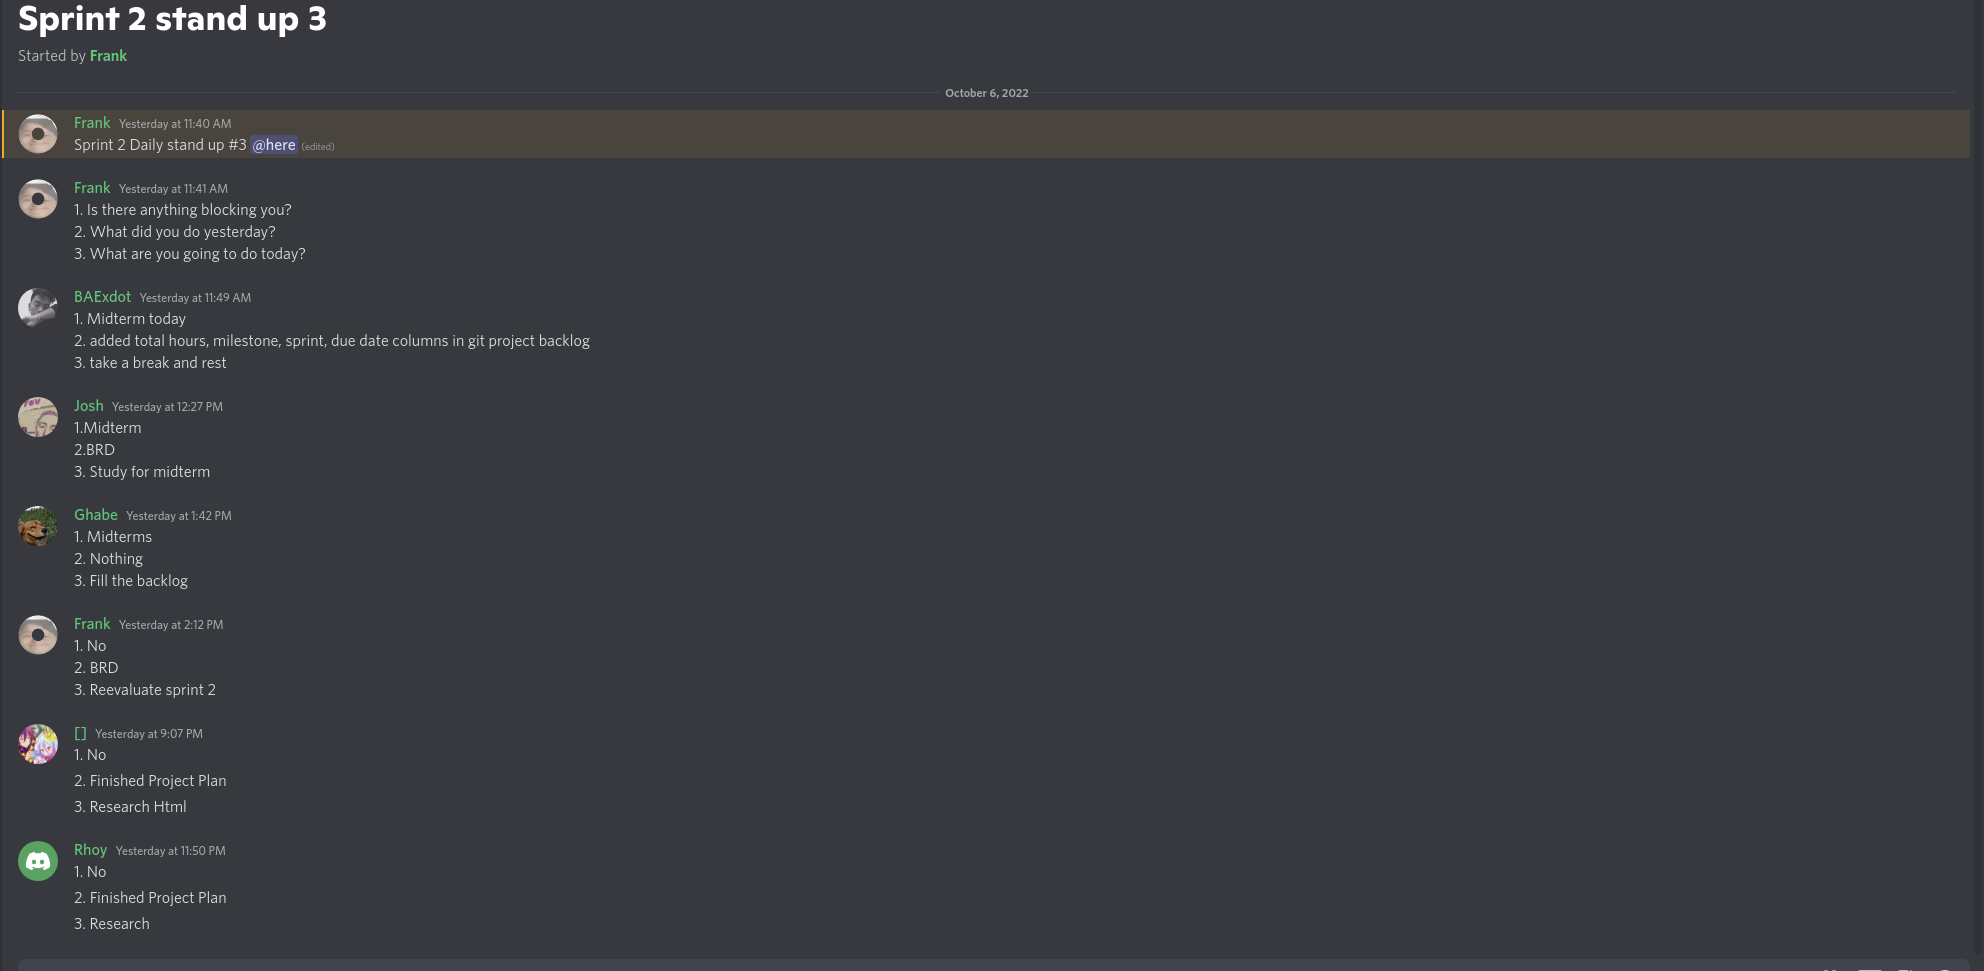 Sprint 2 stand up 3
Started by Frank
October 6, 2022
Frank Yesterday at 11:40 AM
Sprint 2 Daily stand up #3 @here (edited)
Frank Yesterday at 11:41 AM
1. Is there anything blocking you?
2. What did you do yesterday?
3. What are you going to do today?
BAExdot Yesterday at 11:49 AM
1. Midterm today
2. added total hours, milestone, sprint, due date columns in git project backlog
3. take a break and rest
Josh Yesterday at 12:27 PM
1.Midterm
2.BRD
3. Study for midterm
Ghabe Yesterday at 1:42 PM
1. Midterms
2. Nothing
3. Fill the backlog
Frank Yesterday at 2:12 PM
1. No
2. BRD
3. Reevaluate sprint 2
[] Yesterday at 9:07 PM
1. No
2. Finished Project Plan
3. Research Html
Rhoy Yesterday at 11:50 PM
1. No
2. Finished Project Plan
3. Research